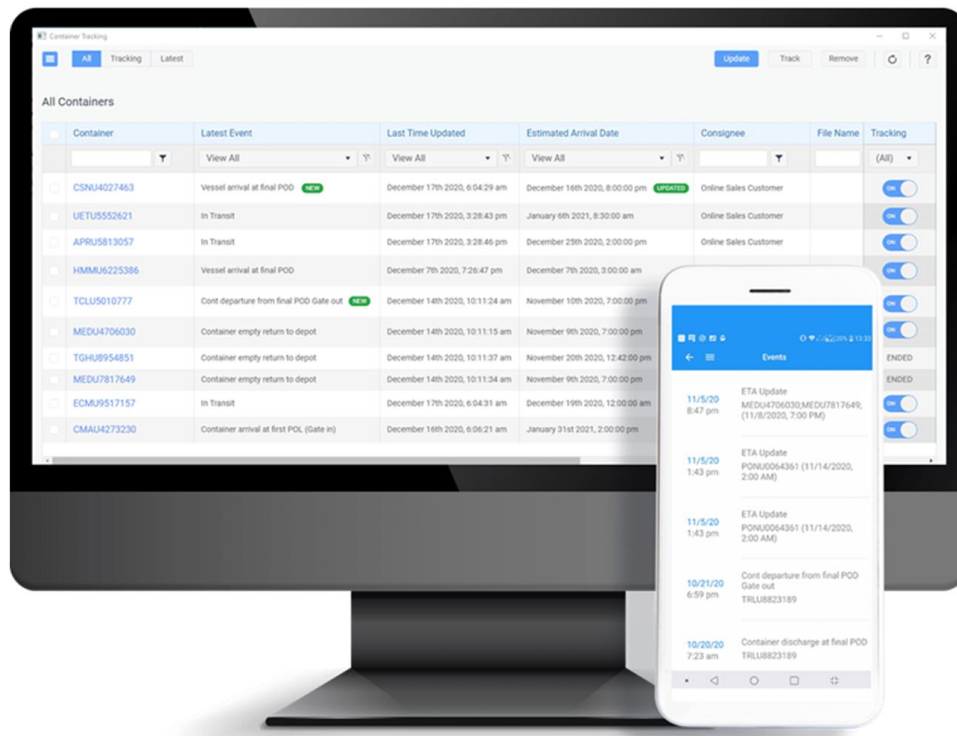 Container Tracking
All Tracking Latest Update Track Remove ?
All Containers
Container Latest Event Last Time Updated Estimated Arrival Date Consignee File Name Tracking
View All View All View All (All)
CSNU4027463 Vessel arrival at final POD NEW December 17th 2020, 6:04:29 am December 16th 2020, 8:00:00 pm UPDATED Online Sales Customer ON
UETU5552621 In Transit December 17th 2020, 3:28:43 pm January 6th 2021, 8:30:00 am Online Sales Customer ON
APRU5813057 In Transit December 17th 2020, 3:28:46 pm December 25th 2020, 2:00:00 pm Online Sales Customer ON
HMMU6225386 Vessel arrival at final POD December 7th 2020, 7:26:47 pm December 7th 2020, 3:00:00 am ON
TCLU5010777 Cont departure from final POD Gate out NEW December 14th 2020, 10:11:24 am November 10th 2020, 7:00:00 pm ON
MEDU4706030 Container empty return to depot December 14th 2020, 10:11:15 am November 9th 2020, 7:00:00 pm ON
TGHU8954851 Container empty return to depot December 14th 2020, 10:11:37 am November 20th 2020, 12:42:00 pm ENDED
MEDU7817649 Container empty return to depot December 14th 2020, 10:11:34 am November 9th 2020, 7:00:00 pm ENDED
ECMU9517157 In Transit December 17th 2020, 6:04:31 am December 19th 2020, 12:00:00 am ON
CMAU4273230 Container arrival at first POL (Gate in) December 16th 2020, 6:06:21 am January 31st 2021, 2:00:00 pm ON
13:33
Events
11/5/20 ETA Update
8:47 pm MEDU4706030;MEDU7817649;
(11/8/2020, 7:00 PM)
11/5/20 ETA Update
1:43 pm PONU0064361 (11/14/2020,
2:00 AM)
11/5/20 ETA Update
1:43 pm PONU0064361 (11/14/2020,
2:00 AM)
10/21/20 Cont departure from final POD
Gate out
6:59 pm TRLU8823189
10/20/20 Container discharge at final POD
7:23 am TRLU8823189